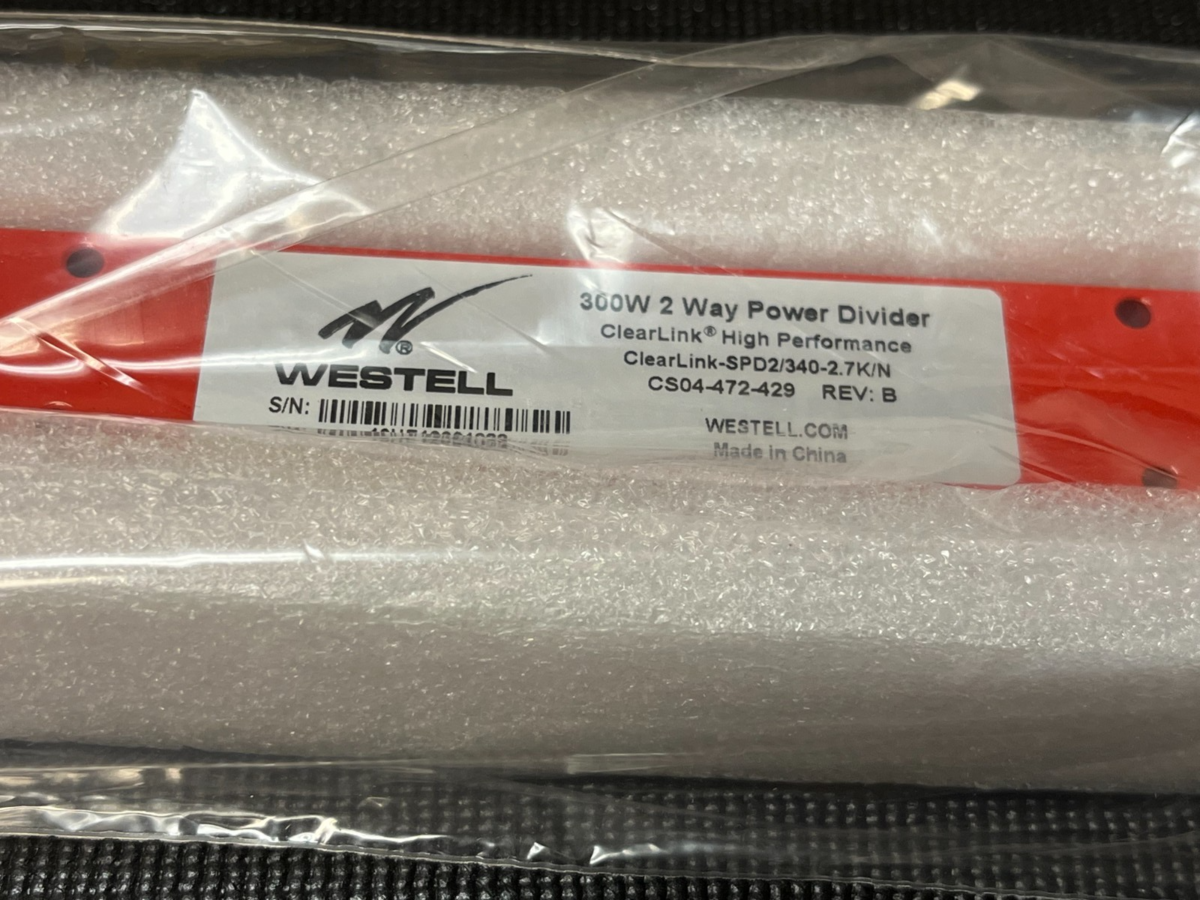 300W 2 Way Power Divider
ClearLink® High Performance
ClearLink-SPD2/340-2.7K/N
CS04-472-429 REV: B
®
WESTELL
S/N:
WESTELL.COM
Made in China